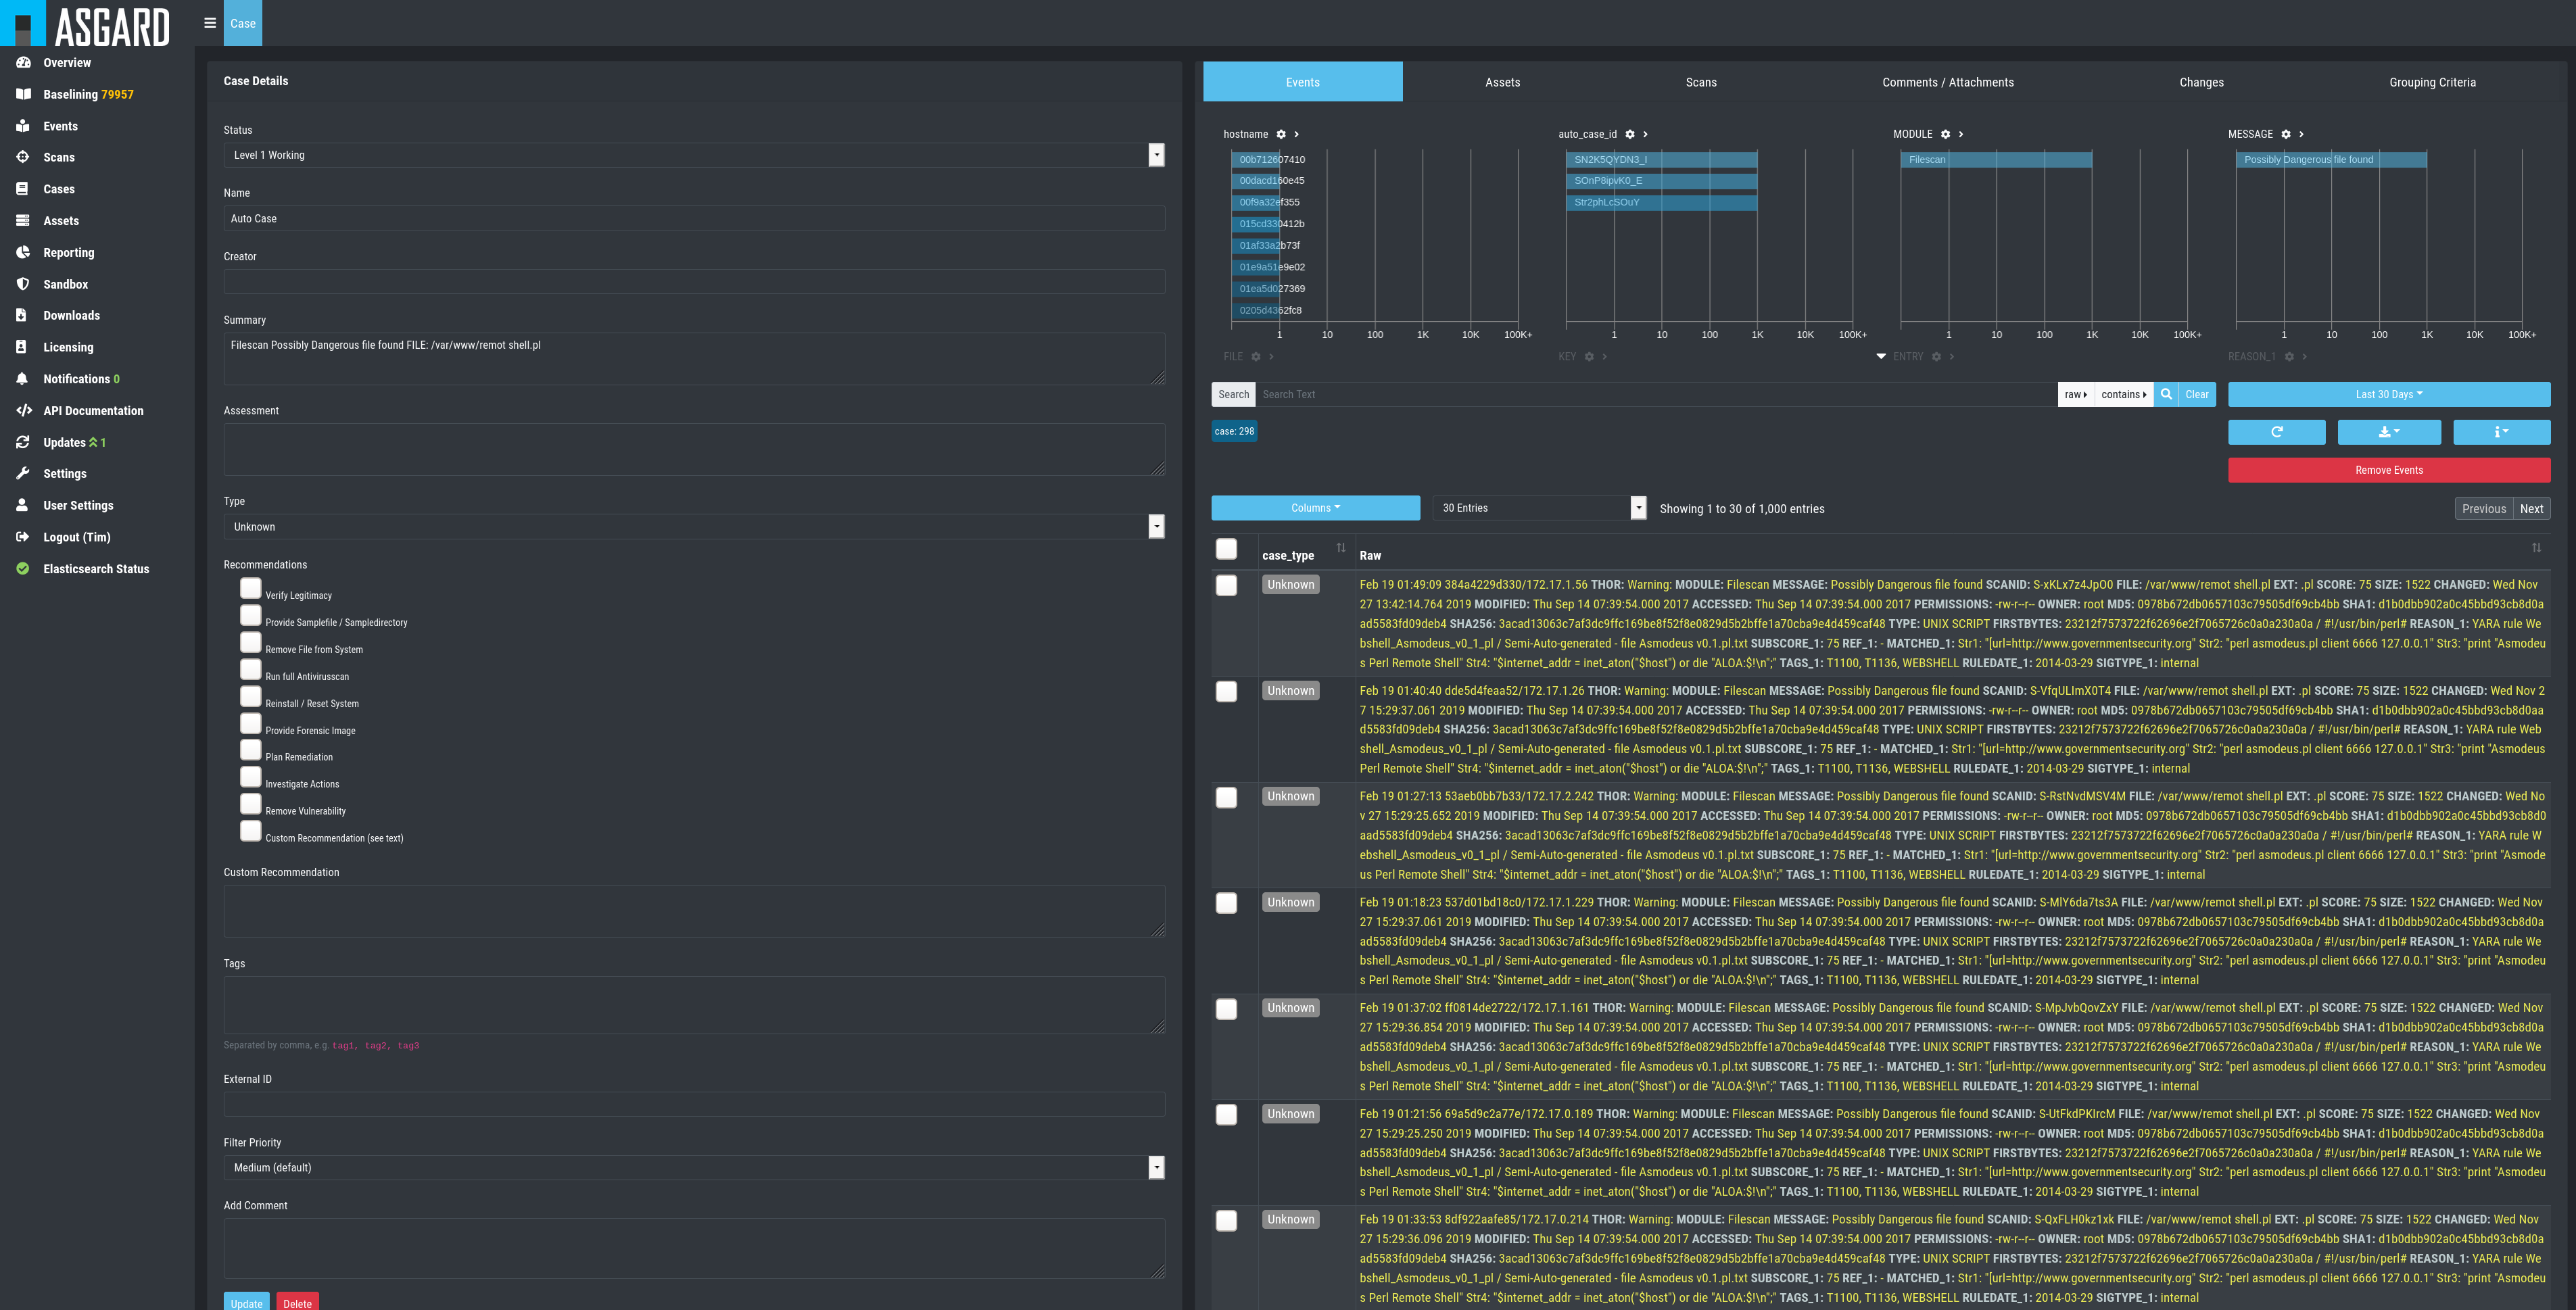 ASGARD
Case
Overview
Baselining 79957
Events
Scans
Cases
Assets
Reporting
Sandbox
Downloads
Licensing
Notifications 0
API Documentation
Updates 1
Settings
User Settings
Logout (Tim)
Elasticsearch Status
Case Details
Status
Level 1 Working
Name
Auto Case
Creator
Summary
Filescan Possibly Dangerous file found FILE: /var/www/remot shell.pl
Assessment
Type
Unknown
Recommendations
Verify Legitimacy
Provide Samplefile / Sampledirectory
Remove File from System
Run full Antivirusscan
Reinstall / Reset System
Provide Forensic Image
Plan Remediation
Investigate Actions
Remove Vulnerability
Custom Recommendation (see text)
Custom Recommendation
Tags
Separated by comma, e.g. tag1, tag2, tag3
External ID
Filter Priority
Medium (default)
Add Comment
Update Delete
Events Assets Scans Comments / Attachments Changes Grouping Criteria
hostname
00b712607410
00dacd160e45
00f9a32ef355
015cd330412b
01af33a2b73f
01e9a51e9e02
01ea5d027369
0205d4362fc8
1 10 100 1K 10K 100K+
auto_case_id
SN2K5QYDN3_I
SOnP8ipvK0_E
Str2phLcSOuY
1 10 100 1K 10K 100K+
MODULE
Filescan
1 10 100 1K 10K 100K+
MESSAGE
Possibly Dangerous file found
1 10 100 1K 10K 100K+
FILE KEY ENTRY REASON_1
Search Search Text raw contains Clear Last 30 Days
case: 298
Remove Events
Columns 30 Entries Showing 1 to 30 of 1,000 entries Previous Next
case_type Raw
Unknown
Feb 19 01:49:09 384a4229d330/172.17.1.56 THOR: Warning: MODULE: Filescan MESSAGE: Possibly Dangerous file found SCANID: S-xKLx7z4JpO0 FILE: /var/www/remot shell.pl EXT: .pl SCORE: 75 SIZE: 1522 CHANGED: Wed Nov
27 13:42:14.764 2019 MODIFIED: Thu Sep 14 07:39:54.000 2017 ACCESSED: Thu Sep 14 07:39:54.000 2017 PERMISSIONS: -rw-r--r-- OWNER: root MD5: 0978b672db0657103c79505df69cb4bb SHA1: d1b0dbb902a0c45bbd93cb8d0a
ad5583fd09deb4 SHA256: 3acad13063c7af3dc9ffc169be8f52f8e0829d5b2bffe1a70cba9e4d459caf48 TYPE: UNIX SCRIPT FIRSTBYTES: 23212f7573722f62696e2f7065726c0a0a230a0a / #!/usr/bin/perl# REASON_1: YARA rule We
bshell_Asmodeus_v0_1_pl / Semi-Auto-generated - file Asmodeus v0.1.pl.txt SUBSCORE_1: 75 REF_1: - MATCHED_1: Str1: "[url=http://www.governmentsecurity.org" Str2: "perl asmodeus.pl client 6666 127.0.0.1" Str3: "print "Asmodeu
s Perl Remote Shell" Str4: "$internet_addr = inet_aton("$host") or die "ALOA:$!\n";" TAGS_1: T1100, T1136, WEBSHELL RULEDATE_1: 2014-03-29 SIGTYPE_1: internal
Unknown
Feb 19 01:40:40 dde5d4feaa52/172.17.1.26 THOR: Warning: MODULE: Filescan MESSAGE: Possibly Dangerous file found SCANID: S-VfqULImX0T4 FILE: /var/www/remot shell.pl EXT: .pl SCORE: 75 SIZE: 1522 CHANGED: Wed Nov 2
7 15:29:37.061 2019 MODIFIED: Thu Sep 14 07:39:54.000 2017 ACCESSED: Thu Sep 14 07:39:54.000 2017 PERMISSIONS: -rw-r--r-- OWNER: root MD5: 0978b672db0657103c79505df69cb4bb SHA1: d1b0dbb902a0c45bbd93cb8d0aa
d5583fd09deb4 SHA256: 3acad13063c7af3dc9ffc169be8f52f8e0829d5b2bffe1a70cba9e4d459caf48 TYPE: UNIX SCRIPT FIRSTBYTES: 23212f7573722f62696e2f7065726c0a0a230a0a / #!/usr/bin/perl# REASON_1: YARA rule Web
shell_Asmodeus_v0_1_pl / Semi-Auto-generated - file Asmodeus v0.1.pl.txt SUBSCORE_1: 75 REF_1: - MATCHED_1: Str1: "[url=http://www.governmentsecurity.org" Str2: "perl asmodeus.pl client 6666 127.0.0.1" Str3: "print "Asmodeus
Perl Remote Shell" Str4: "$internet_addr = inet_aton("$host") or die "ALOA:$!\n";" TAGS_1: T1100, T1136, WEBSHELL RULEDATE_1: 2014-03-29 SIGTYPE_1: internal
Unknown
Feb 19 01:27:13 53aeb0bb7b33/172.17.2.242 THOR: Warning: MODULE: Filescan MESSAGE: Possibly Dangerous file found SCANID: S-RstNvdMSV4M FILE: /var/www/remot shell.pl EXT: .pl SCORE: 75 SIZE: 1522 CHANGED: Wed No
v 27 15:29:25.652 2019 MODIFIED: Thu Sep 14 07:39:54.000 2017 ACCESSED: Thu Sep 14 07:39:54.000 2017 PERMISSIONS: -rw-r--r-- OWNER: root MD5: 0978b672db0657103c79505df69cb4bb SHA1: d1b0dbb902a0c45bbd93cb8d0
aad5583fd09deb4 SHA256: 3acad13063c7af3dc9ffc169be8f52f8e0829d5b2bffe1a70cba9e4d459caf48 TYPE: UNIX SCRIPT FIRSTBYTES: 23212f7573722f62696e2f7065726c0a0a230a0a / #!/usr/bin/perl# REASON_1: YARA rule W
ebshell_Asmodeus_v0_1_pl / Semi-Auto-generated - file Asmodeus v0.1.pl.txt SUBSCORE_1: 75 REF_1: - MATCHED_1: Str1: "[url=http://www.governmentsecurity.org" Str2: "perl asmodeus.pl client 6666 127.0.0.1" Str3: "print "Asmode
us Perl Remote Shell" Str4: "$internet_addr = inet_aton("$host") or die "ALOA:$!\n";" TAGS_1: T1100, T1136, WEBSHELL RULEDATE_1: 2014-03-29 SIGTYPE_1: internal
Unknown
Feb 19 01:18:23 537d01bd18c0/172.17.1.229 THOR: Warning: MODULE: Filescan MESSAGE: Possibly Dangerous file found SCANID: S-MlY6da7ts3A FILE: /var/www/remot shell.pl EXT: .pl SCORE: 75 SIZE: 1522 CHANGED: Wed Nov
27 15:29:37.061 2019 MODIFIED: Thu Sep 14 07:39:54.000 2017 ACCESSED: Thu Sep 14 07:39:54.000 2017 PERMISSIONS: -rw-r--r-- OWNER: root MD5: 0978b672db0657103c79505df69cb4bb SHA1: d1b0dbb902a0c45bbd93cb8d0a
ad5583fd09deb4 SHA256: 3acad13063c7af3dc9ffc169be8f52f8e0829d5b2bffe1a70cba9e4d459caf48 TYPE: UNIX SCRIPT FIRSTBYTES: 23212f7573722f62696e2f7065726c0a0a230a0a / #!/usr/bin/perl# REASON_1: YARA rule We
bshell_Asmodeus_v0_1_pl / Semi-Auto-generated - file Asmodeus v0.1.pl.txt SUBSCORE_1: 75 REF_1: - MATCHED_1: Str1: "[url=http://www.governmentsecurity.org" Str2: "perl asmodeus.pl client 6666 127.0.0.1" Str3: "print "Asmodeu
s Perl Remote Shell" Str4: "$internet_addr = inet_aton("$host") or die "ALOA:$!\n";" TAGS_1: T1100, T1136, WEBSHELL RULEDATE_1: 2014-03-29 SIGTYPE_1: internal
Unknown
Feb 19 01:37:02 ff0814de2722/172.17.1.161 THOR: Warning: MODULE: Filescan MESSAGE: Possibly Dangerous file found SCANID: S-MpJvbQovZxY FILE: /var/www/remot shell.pl EXT: .pl SCORE: 75 SIZE: 1522 CHANGED: Wed Nov
27 15:29:36.854 2019 MODIFIED: Thu Sep 14 07:39:54.000 2017 ACCESSED: Thu Sep 14 07:39:54.000 2017 PERMISSIONS: -rw-r--r-- OWNER: root MD5: 0978b672db0657103c79505df69cb4bb SHA1: d1b0dbb902a0c45bbd93cb8d0a
ad5583fd09deb4 SHA256: 3acad13063c7af3dc9ffc169be8f52f8e0829d5b2bffe1a70cba9e4d459caf48 TYPE: UNIX SCRIPT FIRSTBYTES: 23212f7573722f62696e2f7065726c0a0a230a0a / #!/usr/bin/perl# REASON_1: YARA rule We
bshell_Asmodeus_v0_1_pl / Semi-Auto-generated - file Asmodeus v0.1.pl.txt SUBSCORE_1: 75 REF_1: - MATCHED_1: Str1: "[url=http://www.governmentsecurity.org" Str2: "perl asmodeus.pl client 6666 127.0.0.1" Str3: "print "Asmodeu
s Perl Remote Shell" Str4: "$internet_addr = inet_aton("$host") or die "ALOA:$!\n";" TAGS_1: T1100, T1136, WEBSHELL RULEDATE_1: 2014-03-29 SIGTYPE_1: internal
Unknown
Feb 19 01:21:56 69a5d9c2a77e/172.17.0.189 THOR: Warning: MODULE: Filescan MESSAGE: Possibly Dangerous file found SCANID: S-UtFkdPKIrcM FILE: /var/www/remot shell.pl EXT: .pl SCORE: 75 SIZE: 1522 CHANGED: Wed Nov
27 15:29:25.250 2019 MODIFIED: Thu Sep 14 07:39:54.000 2017 ACCESSED: Thu Sep 14 07:39:54.000 2017 PERMISSIONS: -rw-r--r-- OWNER: root MD5: 0978b672db0657103c79505df69cb4bb SHA1: d1b0dbb902a0c45bbd93cb8d0a
ad5583fd09deb4 SHA256: 3acad13063c7af3dc9ffc169be8f52f8e0829d5b2bffe1a70cba9e4d459caf48 TYPE: UNIX SCRIPT FIRSTBYTES: 23212f7573722f62696e2f7065726c0a0a230a0a / #!/usr/bin/perl# REASON_1: YARA rule We
bshell_Asmodeus_v0_1_pl / Semi-Auto-generated - file Asmodeus v0.1.pl.txt SUBSCORE_1: 75 REF_1: - MATCHED_1: Str1: "[url=http://www.governmentsecurity.org" Str2: "perl asmodeus.pl client 6666 127.0.0.1" Str3: "print "Asmodeu
s Perl Remote Shell" Str4: "$internet_addr = inet_aton("$host") or die "ALOA:$!\n";" TAGS_1: T1100, T1136, WEBSHELL RULEDATE_1: 2014-03-29 SIGTYPE_1: internal
Unknown
Feb 19 01:33:53 8df922aafe85/172.17.0.214 THOR: Warning: MODULE: Filescan MESSAGE: Possibly Dangerous file found SCANID: S-QxFLH0kz1xk FILE: /var/www/remot shell.pl EXT: .pl SCORE: 75 SIZE: 1522 CHANGED: Wed Nov
27 15:29:36.096 2019 MODIFIED: Thu Sep 14 07:39:54.000 2017 ACCESSED: Thu Sep 14 07:39:54.000 2017 PERMISSIONS: -rw-r--r-- OWNER: root MD5: 0978b672db0657103c79505df69cb4bb SHA1: d1b0dbb902a0c45bbd93cb8d0a
ad5583fd09deb4 SHA256: 3acad13063c7af3dc9ffc169be8f52f8e0829d5b2bffe1a70cba9e4d459caf48 TYPE: UNIX SCRIPT FIRSTBYTES: 23212f7573722f62696e2f7065726c0a0a230a0a / #!/usr/bin/perl# REASON_1: YARA rule We
bshell_Asmodeus_v0_1_pl / Semi-Auto-generated - file Asmodeus v0.1.pl.txt SUBSCORE_1: 75 REF_1: - MATCHED_1: Str1: "[url=http://www.governmentsecurity.org" Str2: "perl asmodeus.pl client 6666 127.0.0.1" Str3: "print "Asmodeu
s Perl Remote Shell" Str4: "$internet_addr = inet_aton("$host") or die "ALOA:$!\n";" TAGS_1: T1100, T1136, WEBSHELL RULEDATE_1: 2014-03-29 SIGTYPE_1: internal